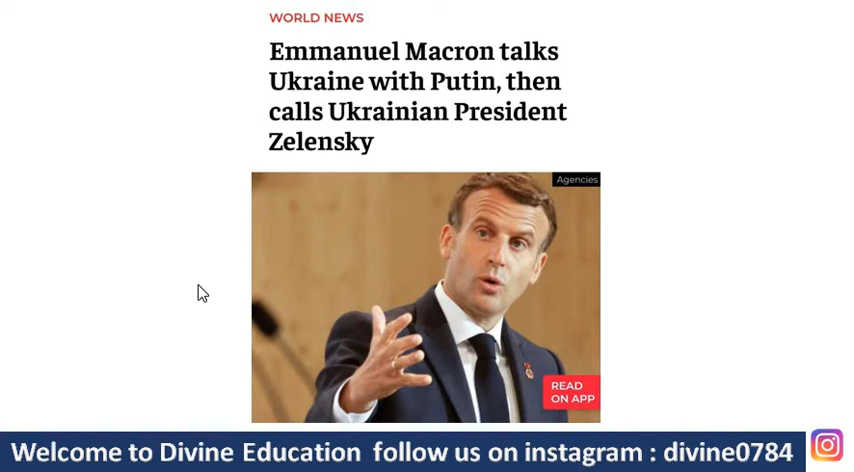 WORLD NEWS
Emmanuel Macron talks
Ukraine with Putin, then
calls Ukrainian President
Zelensky
Agencies
READ
ON APP
Welcome to Divine Education follow us on instagram : divine0784